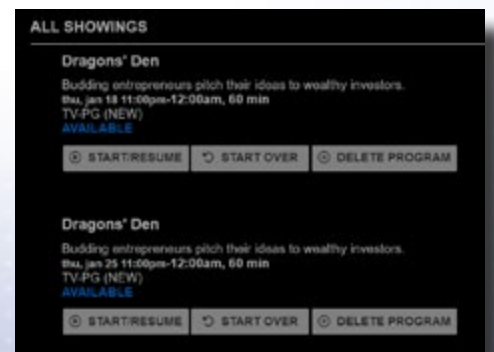 ALL SHOWINGS
Dragons' Den
Budding entrepreneurs pitch their ideas to wealthy investors.
thu, jan 18 11:00pm-12:00am, 60 min
TV-PG (NEW)
AVAILABLE
START/RESUME START OVER DELETE PROGRAM
Dragons' Den
Budding entrepreneurs pitch their ideas to wealthy investors.
thu, jan 25 11:00pm-12:00am, 60 min
TV-PG (NEW)
AVAILABLE
START/RESUME START OVER DELETE PROGRAM